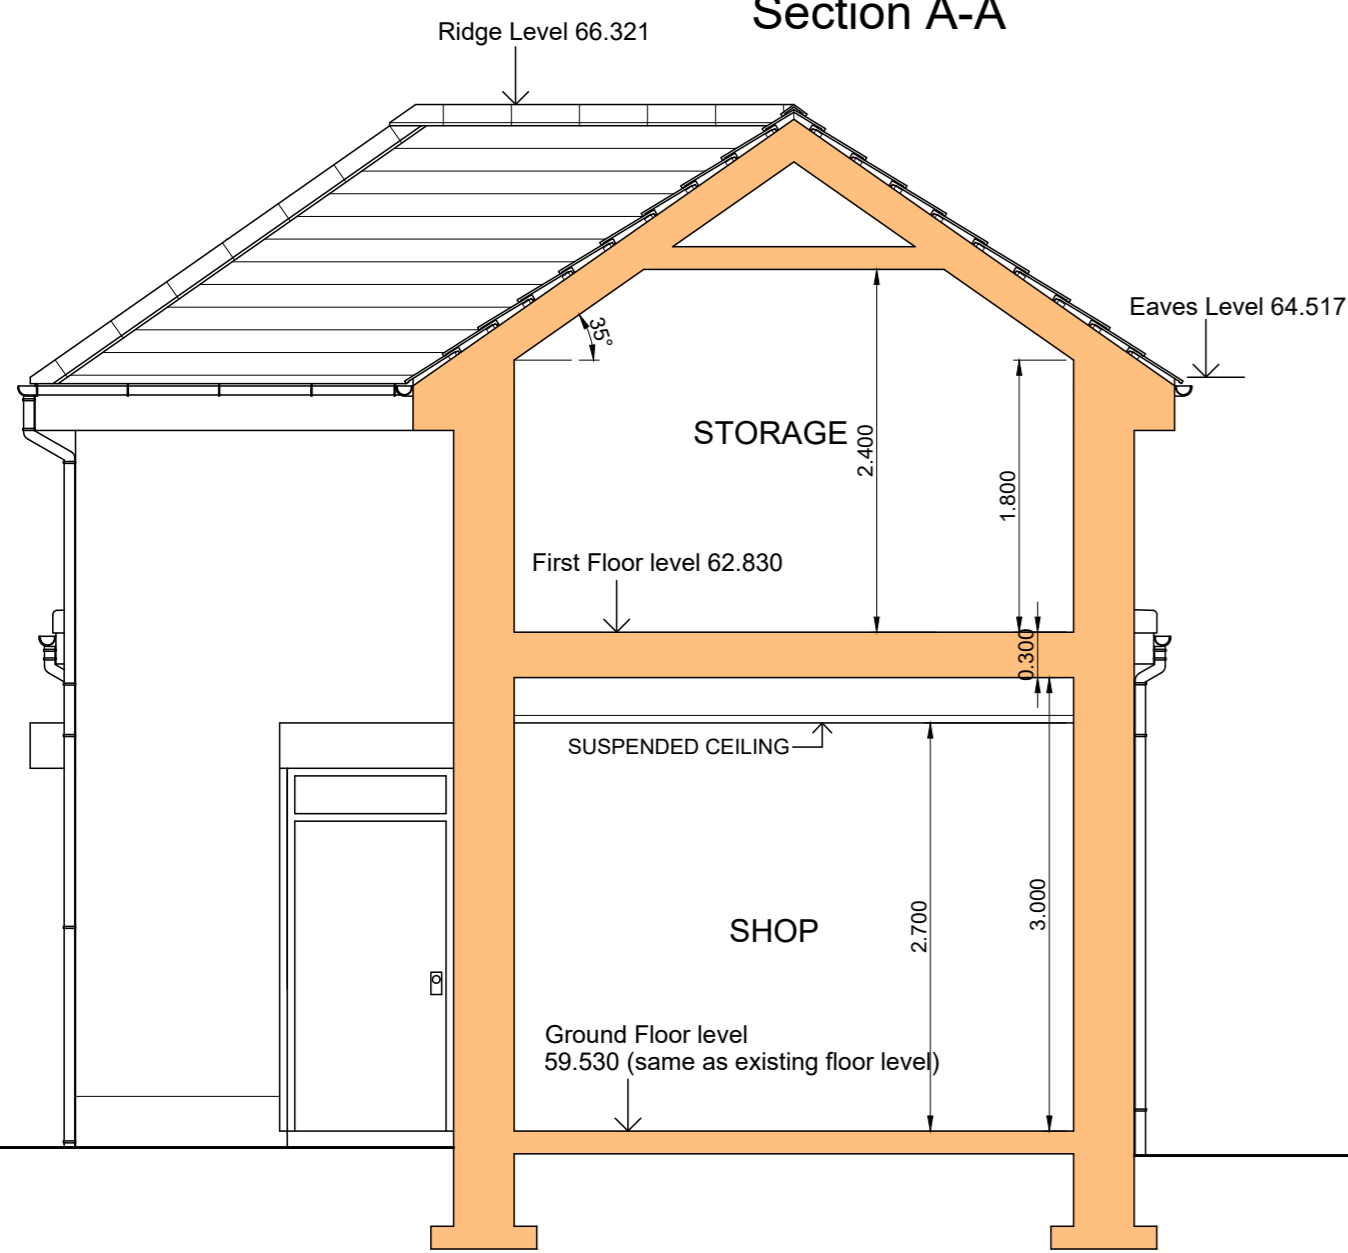 Section A-A
Ridge Level 66.321
Eaves Level 64.517
35°
STORAGE
2.400
1.800
First Floor level 62.830
0.300
SUSPENDED CEILING
SHOP
2.700
3.000
Ground Floor level
59.530 (same as existing floor level)